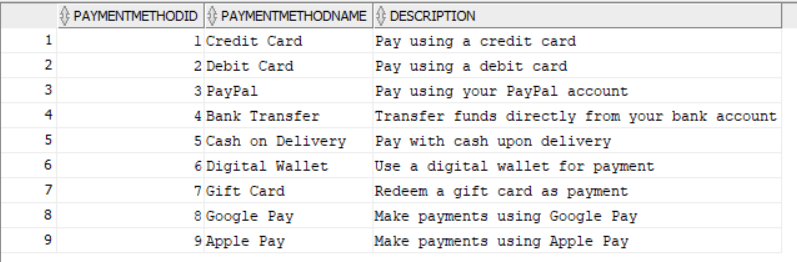 PAYMENTMETHODID PAYMENTMETHODNAME DESCRIPTION
1 1 Credit Card Pay using a credit card
2 2 Debit Card Pay using a debit card
3 3 PayPal Pay using your PayPal account
4 4 Bank Transfer Transfer funds directly from your bank account
5 5 Cash on Delivery Pay with cash upon delivery
6 6 Digital Wallet Use a digital wallet for payment
7 7 Gift Card Redeem a gift card as payment
8 8 Google Pay Make payments using Google Pay
9 9 Apple Pay Make payments using Apple Pay